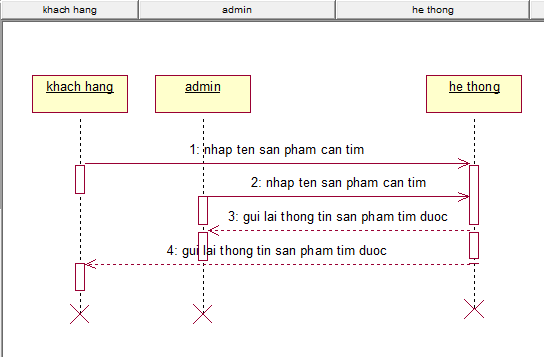 khach hang
admin
he thong
khach hang
admin
he thong
1: nhap ten san pham can tim
2: nhap ten san pham can tim
3: gui lai thong tin san pham tim duoc
4: gui lai thong tin san pham tim duoc